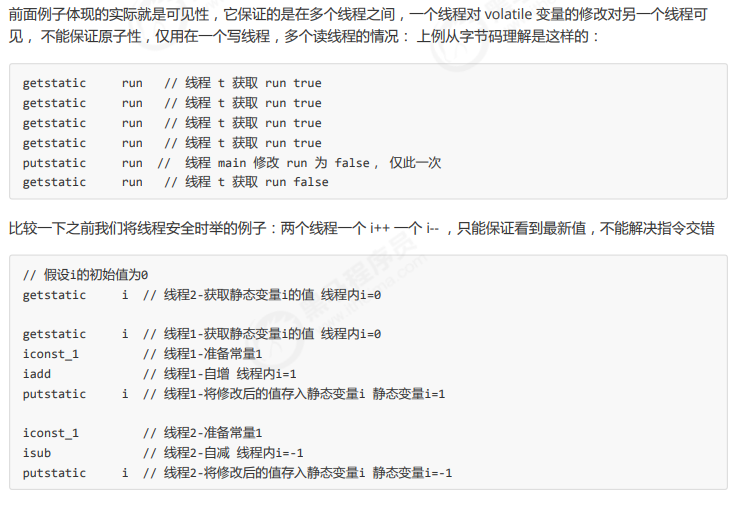 前面例子体现的实际就是可见性，它保证的是在多个线程之间，一个线程对 volatile 变量的修改对另一个线程可
见， 不能保证原子性，仅用在一个写线程，多个读线程的情况： 上例从字节码理解是这样的：
getstatic run // 线程 t 获取 run true
getstatic run // 线程 t 获取 run true
getstatic run // 线程 t 获取 run true
getstatic run // 线程 t 获取 run true
putstatic run // 线程 main 修改 run 为 false， 仅此一次
getstatic run // 线程 t 获取 run false
比较一下之前我们将线程安全时举的例子：两个线程一个 i++ 一个 i-- ，只能保证看到最新值，不能解决指令交错
// 假设i的初始值为0
getstatic i // 线程2-获取静态变量i的值 线程内i=0
getstatic i // 线程1-获取静态变量i的值 线程内i=0
iconst_1 // 线程1-准备常量1
iadd // 线程1-自增 线程内i=1
putstatic i // 线程1-将修改后的值存入静态变量i 静态变量i=1
iconst_1 // 线程2-准备常量1
isub // 线程2-自减 线程内i=-1
putstatic i // 线程2-将修改后的值存入静态变量i 静态变量i=-1